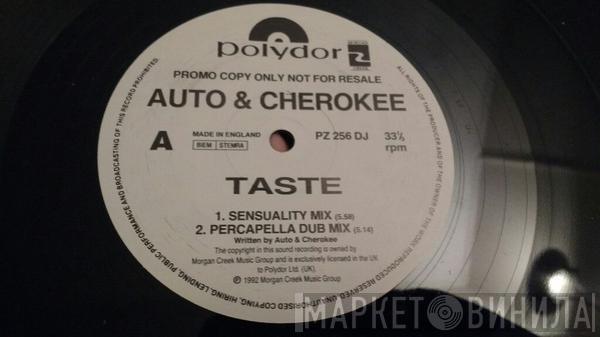 polydor
PROMO COPY ONLY NOT FOR RESALE
AUTO & CHEROKEE
A
MADE IN ENGLAND
BIEM STEMRA
PZ 256 DJ
33⅓ rpm
TASTE
1. SENSUALITY MIX (5.58)
2. PERCAPELLA DUB MIX (5.14)
Written by Auto & Cherokee
The copyright in this sound recording is owned by
Morgan Creek Music Group and is exclusively licensed in the UK
to Polydor Ltd. (UK).
℗ 1992 Morgan Creek Music Group
ALL RIGHTS OF THE PRODUCER AND OF THE OWNER OF THE WORK REPRODUCED RESERVED. UNAUTHORISED COPYING, HIRING, LENDING, PUBLIC PERFORMANCE AND BROADCASTING OF THIS RECORD PROHIBITED.
МАРКЕТ ВИНИЛА